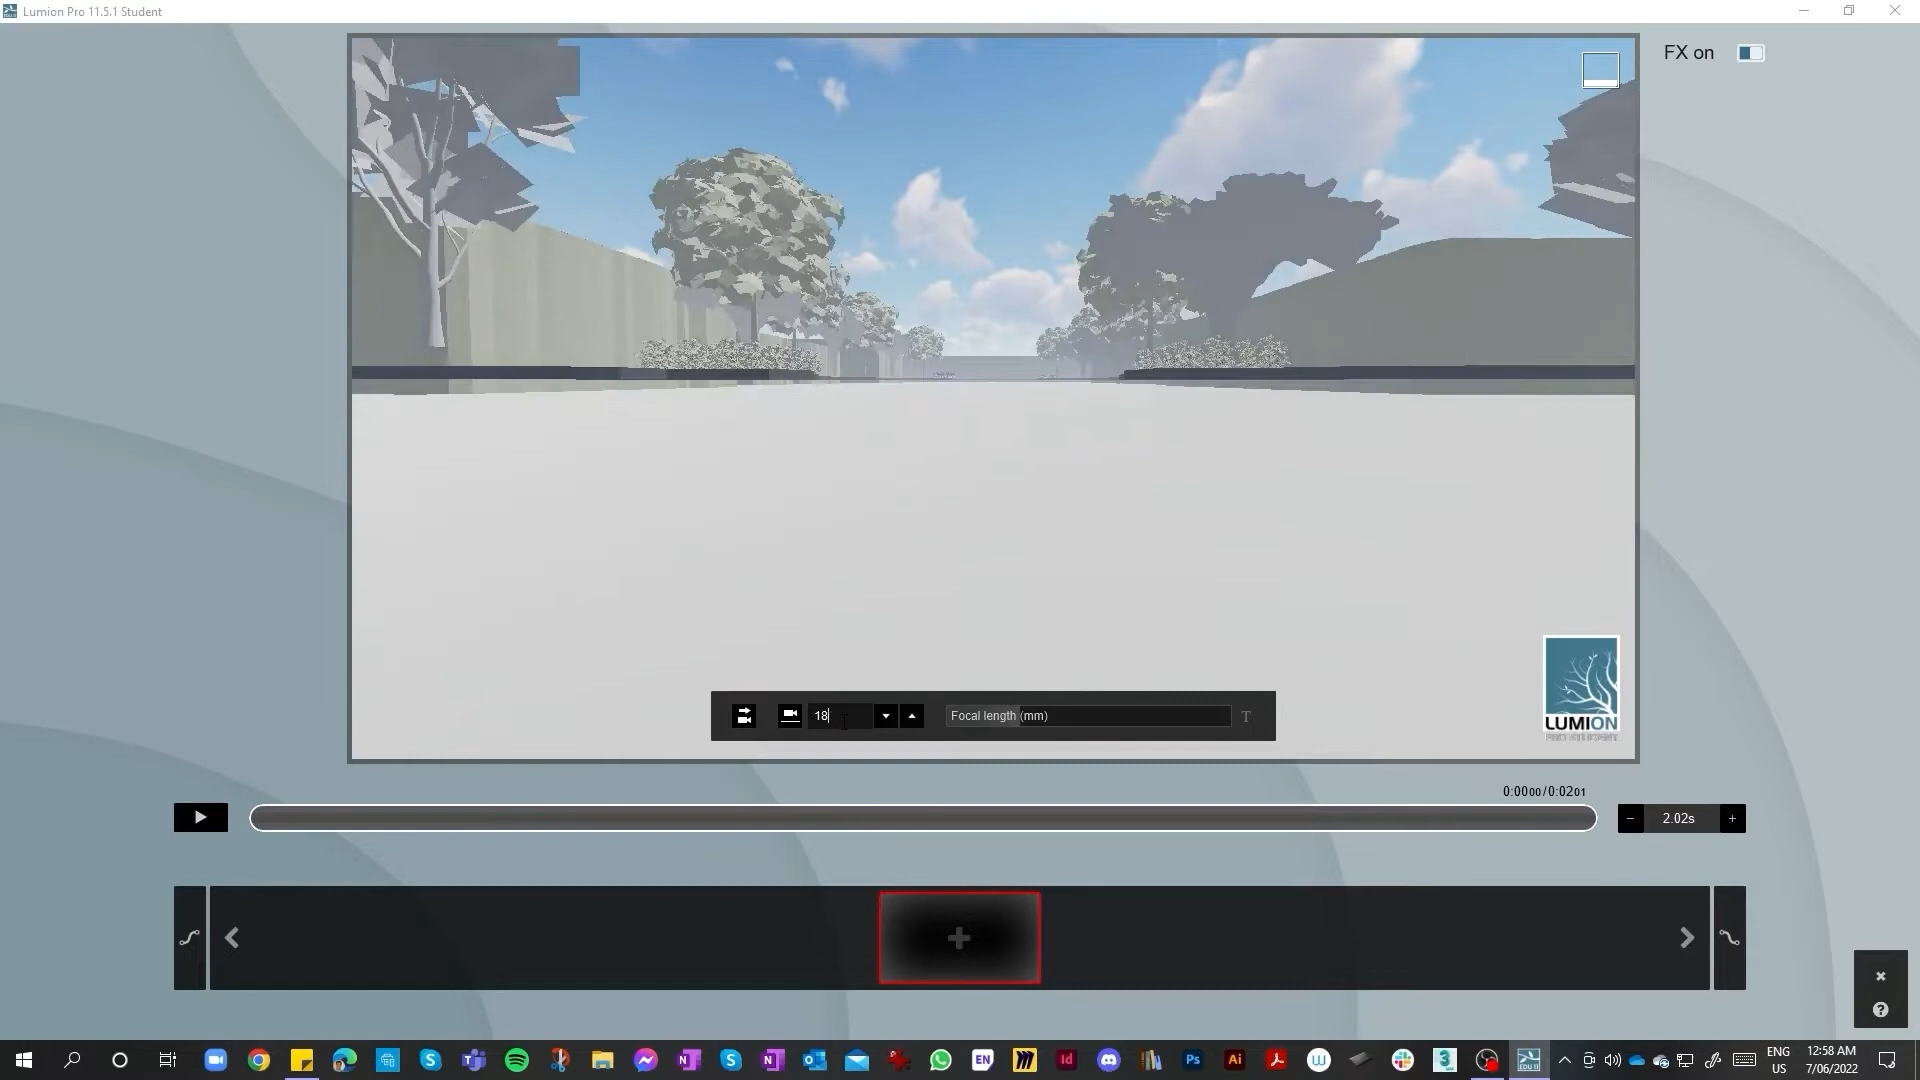 Lumion Pro 11.5.1 Student
FX on
18
Focal length (mm)
T
LUMION
0:0000/0:0201
2.02s
ENG
US
12:58 AM
7/06/2022